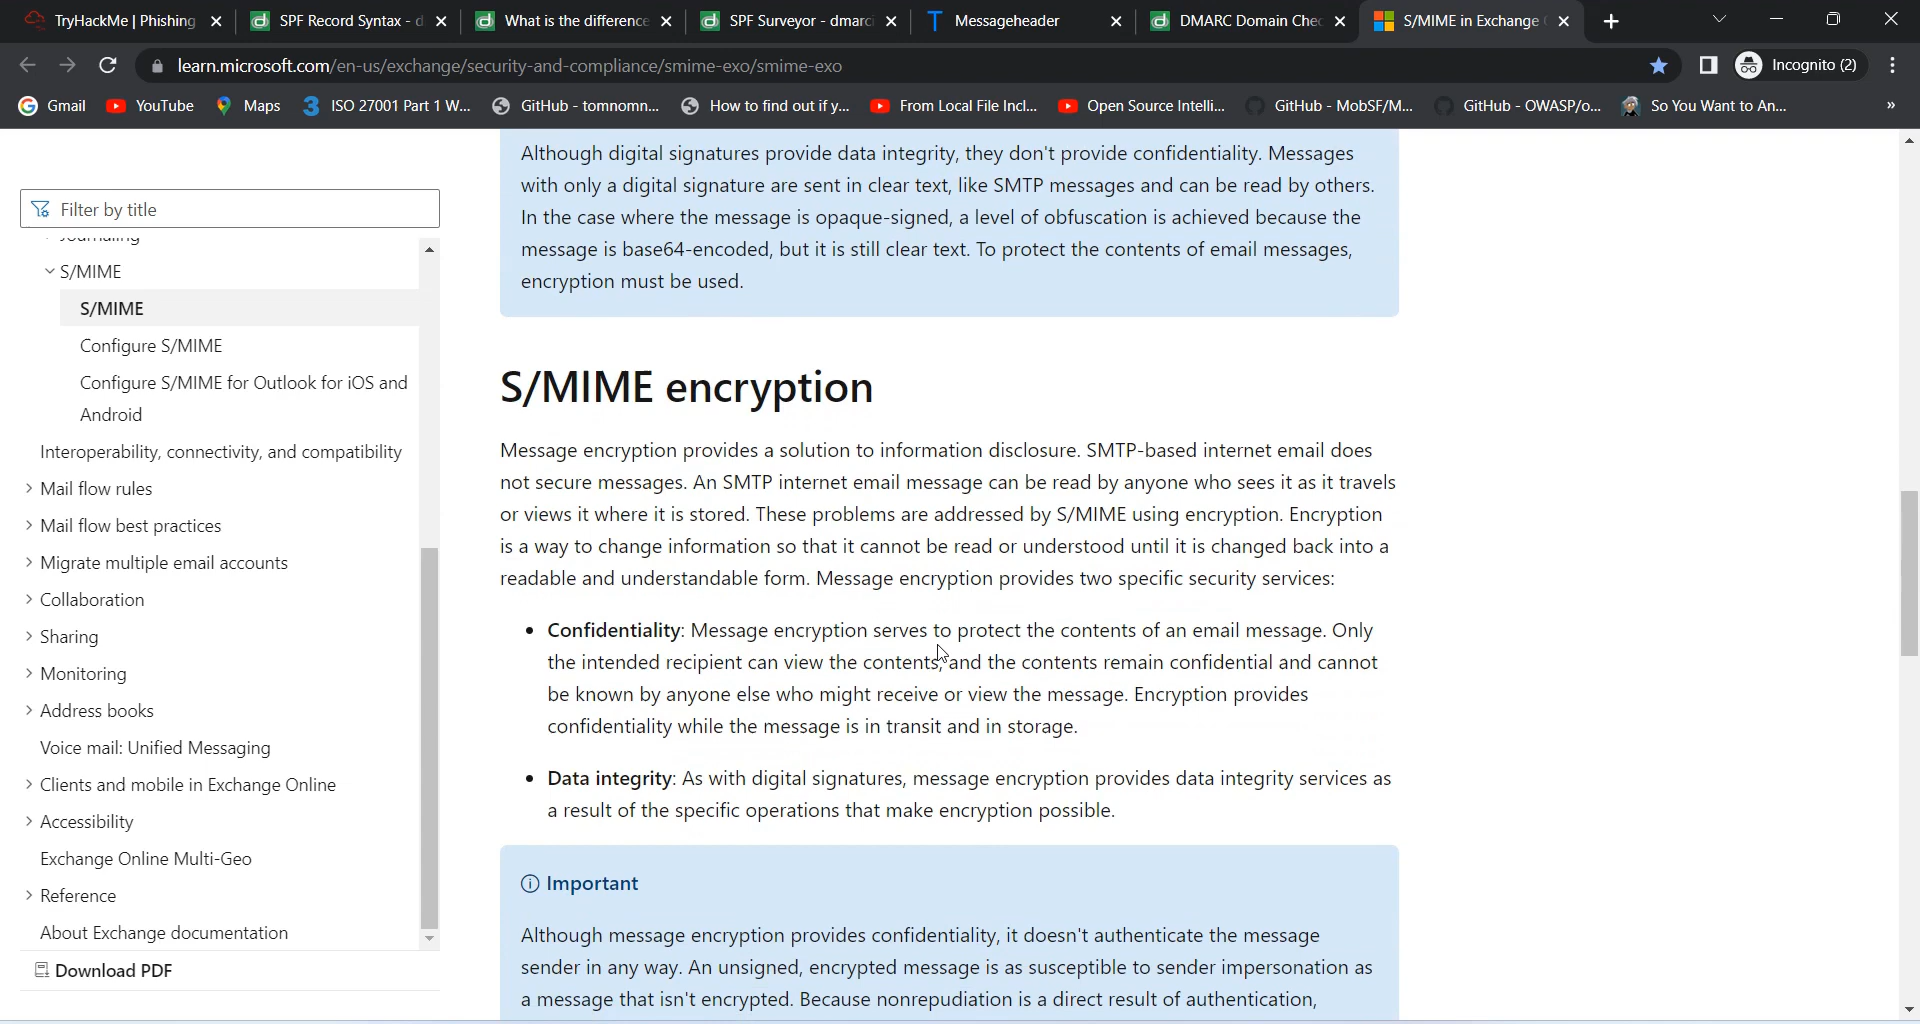 TryHackMe | Phishing
SPF Record Syntax - d
What is the difference
SPF Surveyor - dmarci
Messageheader
DMARC Domain Chec
S/MIME in Exchange
learn.microsoft.com/en-us/exchange/security-and-compliance/smime-exo/smime-exo
Incognito (2)
Gmail
YouTube
Maps
ISO 27001 Part 1 W...
GitHub - tomnomn...
How to find out if y...
From Local File Incl...
Open Source Intelli...
GitHub - MobSF/M...
GitHub - OWASP/o...
So You Want to An...
»
Filter by title
Journaling
S/MIME
S/MIME
Configure S/MIME
Configure S/MIME for Outlook for iOS and
Android
Interoperability, connectivity, and compatibility
Mail flow rules
Mail flow best practices
Migrate multiple email accounts
Collaboration
Sharing
Monitoring
Address books
Voice mail: Unified Messaging
Clients and mobile in Exchange Online
Accessibility
Exchange Online Multi-Geo
Reference
About Exchange documentation
Download PDF
Although digital signatures provide data integrity, they don't provide confidentiality. Messages
with only a digital signature are sent in clear text, like SMTP messages and can be read by others.
In the case where the message is opaque-signed, a level of obfuscation is achieved because the
message is base64-encoded, but it is still clear text. To protect the contents of email messages,
encryption must be used.
S/MIME encryption
Message encryption provides a solution to information disclosure. SMTP-based internet email does
not secure messages. An SMTP internet email message can be read by anyone who sees it as it travels
or views it where it is stored. These problems are addressed by S/MIME using encryption. Encryption
is a way to change information so that it cannot be read or understood until it is changed back into a
readable and understandable form. Message encryption provides two specific security services:
• Confidentiality: Message encryption serves to protect the contents of an email message. Only
the intended recipient can view the contents, and the contents remain confidential and cannot
be known by anyone else who might receive or view the message. Encryption provides
confidentiality while the message is in transit and in storage.
• Data integrity: As with digital signatures, message encryption provides data integrity services as
a result of the specific operations that make encryption possible.
Important
Although message encryption provides confidentiality, it doesn't authenticate the message
sender in any way. An unsigned, encrypted message is as susceptible to sender impersonation as
a message that isn't encrypted. Because nonrepudiation is a direct result of authentication,